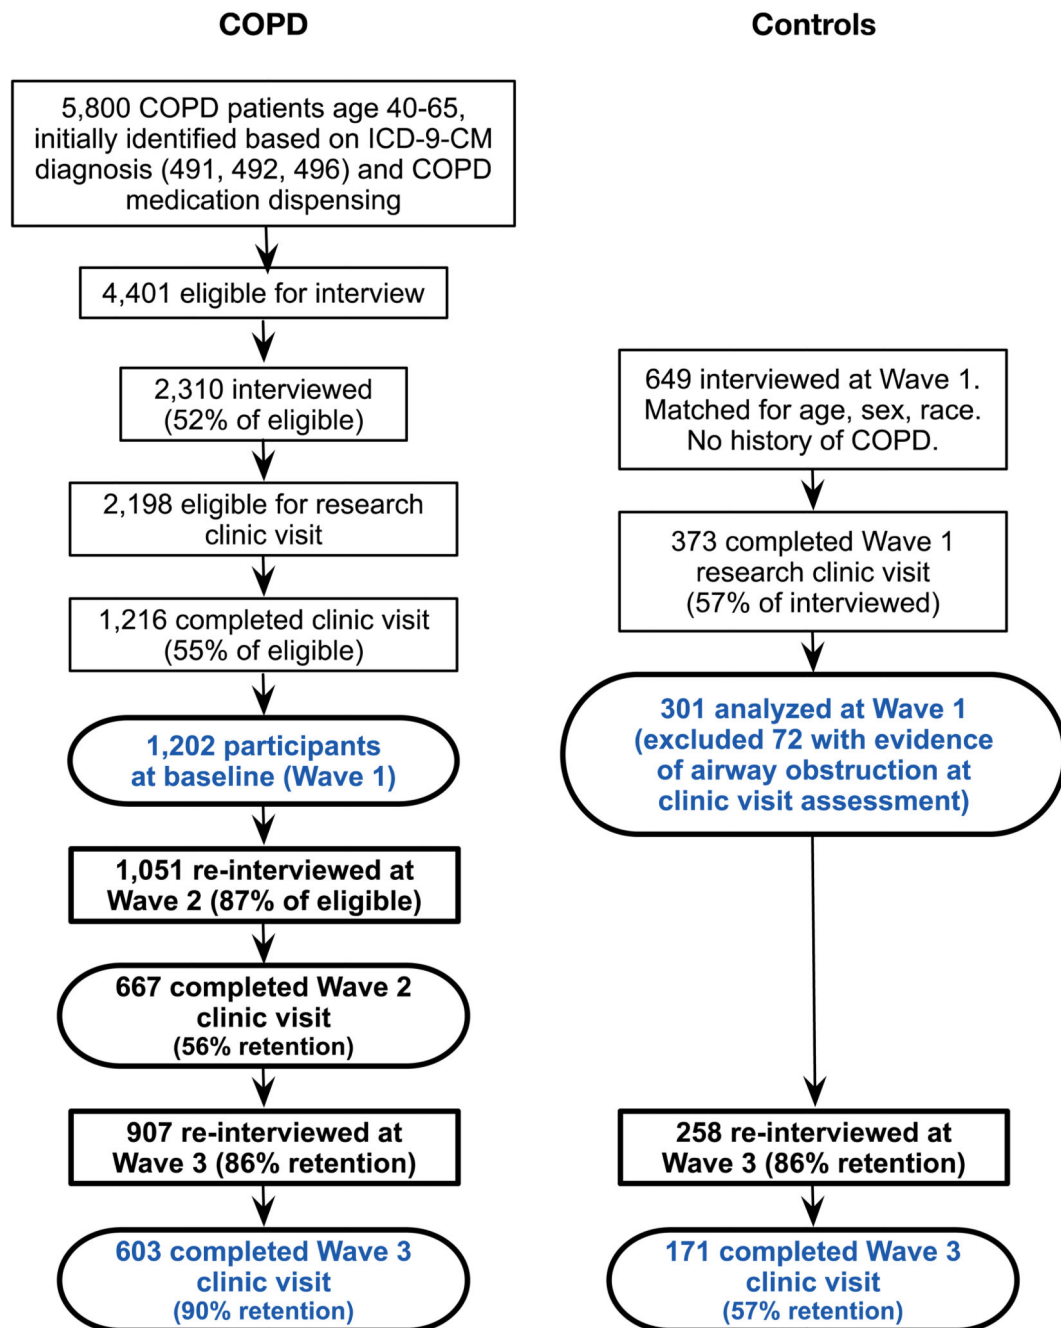 COPD
5,800 COPD patients age 40-65,
initially identified based on ICD-9-CM
diagnosis (491, 492, 496) and COPD
medication dispensing
4,401 eligible for interview
2,310 interviewed
(52% of eligible)
2,198 eligible for research
clinic visit
1,216 completed clinic visit
(55% of eligible)
1,202 participants
at baseline (Wave 1)
1,051 re-interviewed at
Wave 2 (87% of eligible)
667 completed Wave 2
clinic visit
(56% retention)
907 re-interviewed at
Wave 3 (86% retention)
603 completed Wave 3
clinic visit
(90% retention)
Controls
649 interviewed at Wave 1.
Matched for age, sex, race.
No history of COPD.
373 completed Wave 1
research clinic visit
(57% of interviewed)
301 analyzed at Wave 1
(excluded 72 with evidence
of airway obstruction at
clinic visit assessment)
258 re-interviewed at
Wave 3 (86% retention)
171 completed Wave 3
clinic visit
(57% retention)